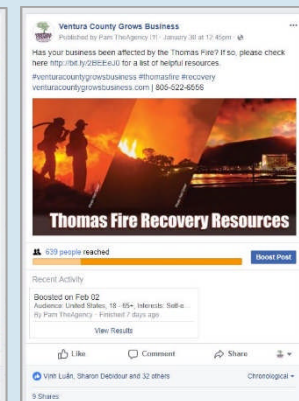 Ventura County Grows Business
Published by Pam TheAgency [?] · January 30 at 12:45pm ·
Has your business been affected by the Thomas Fire? If so, please check
here http://bit.ly/2BEEeJ0 for a list of helpful resources.
#venturacountygrowsbusiness #thomasfire #recovery
venturacountygrowsbusiness.com | 805-522-6556
Thomas Fire Recovery Resources
639 people reached
Boost Post
Recent Activity
Boosted on Feb 02
Audience: United States, 18 - 65+, Interests: Self-e...
By Pam TheAgency · Finished 7 days ago
View Results
Like Comment Share
Vinh Luân, Sharon Debidour and 32 others Chronological
9 Shares